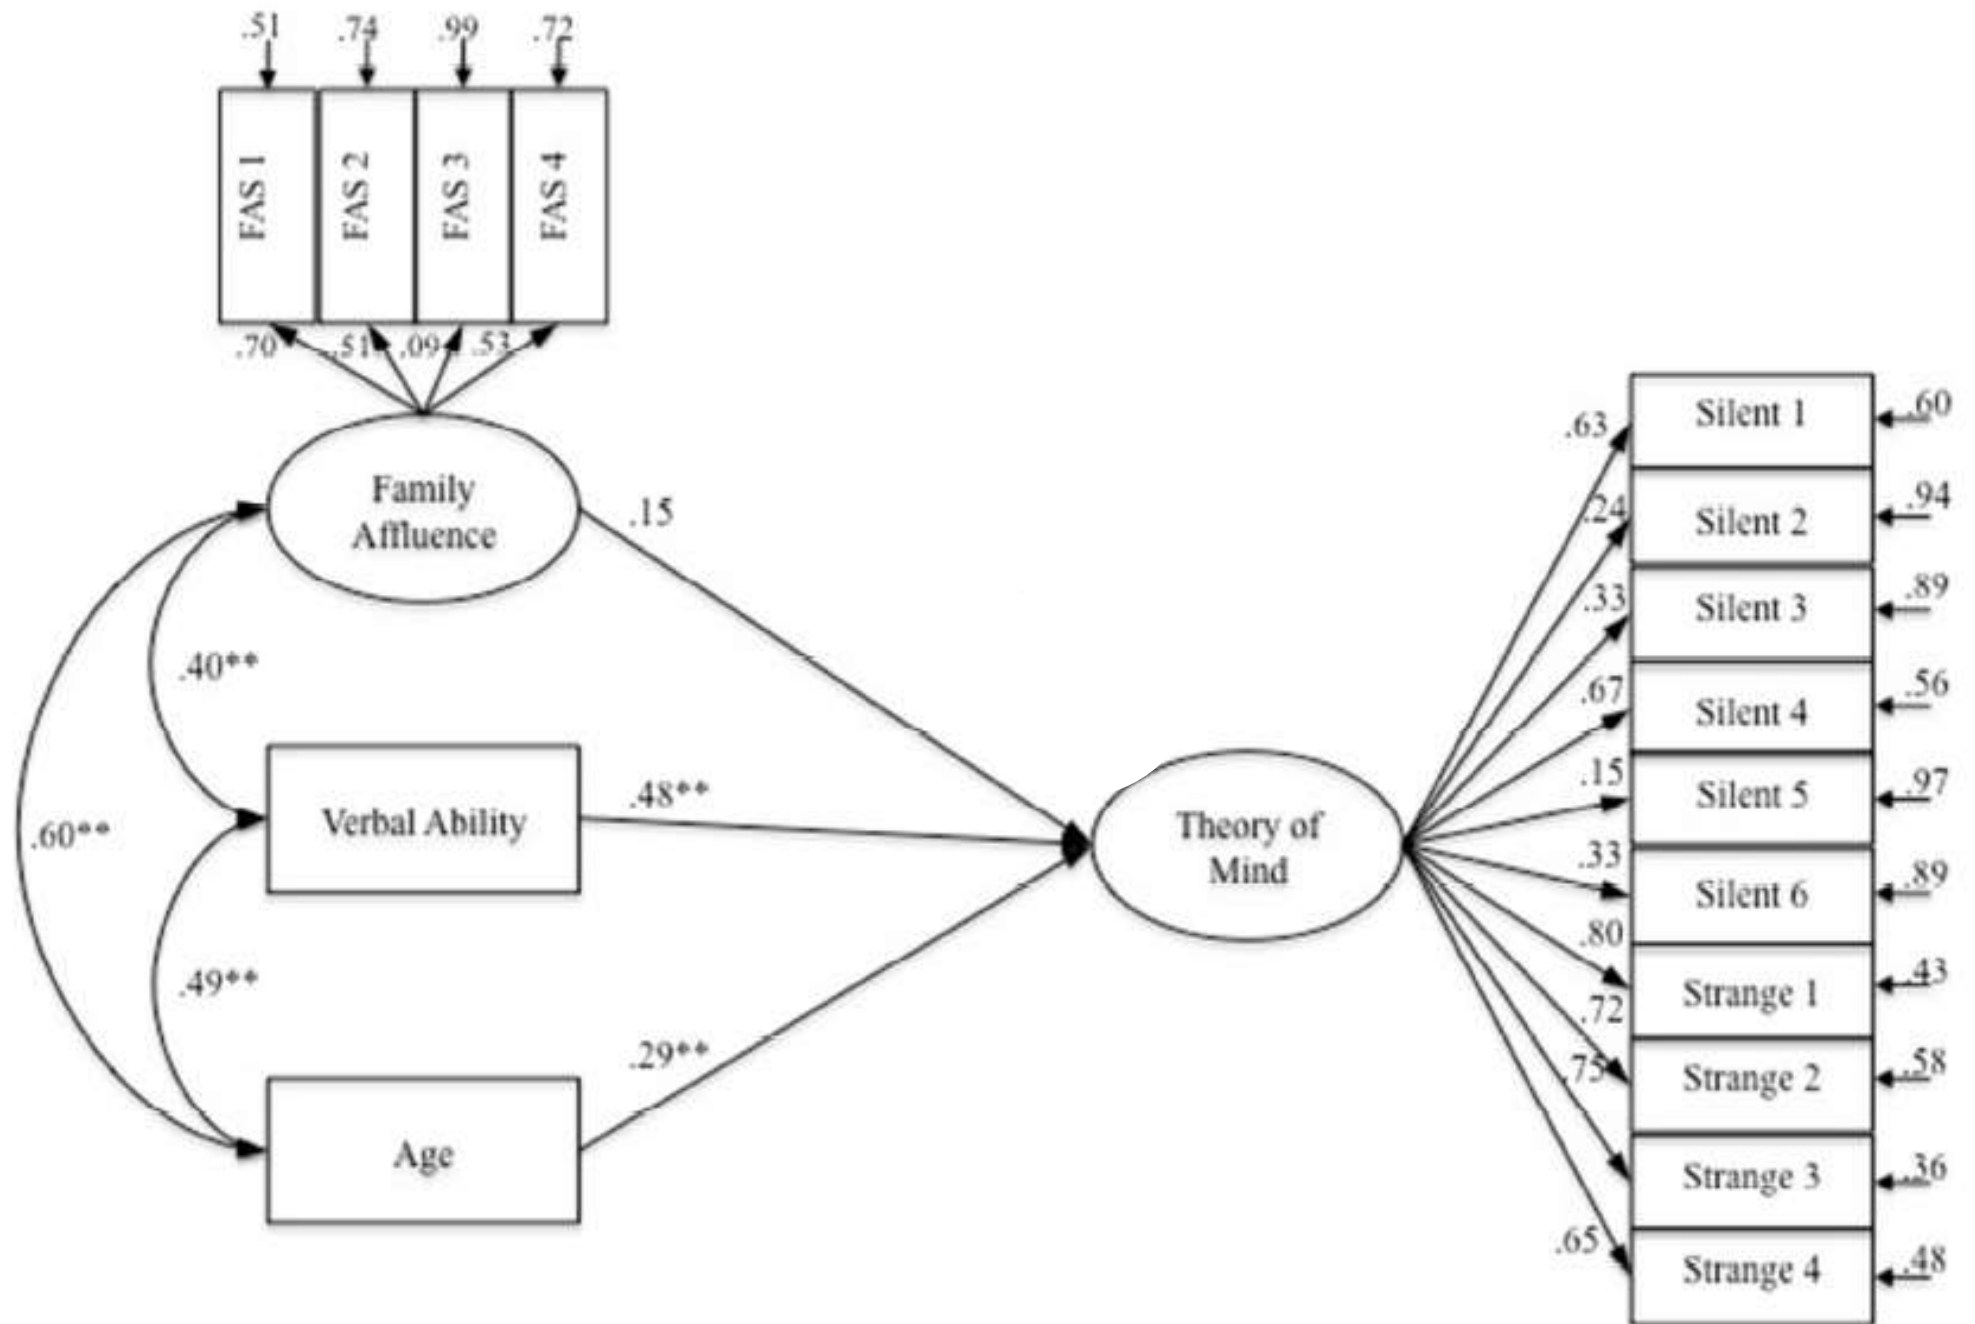 .51 .74 .99 .72
FAS 1 FAS 2 FAS 3 FAS 4
.70 .51 .09 .53
Family
Affluence
.15
.40**
Verbal Ability
.48**
.60**
.49**
Age
.29**
Theory of
Mind
.63 Silent 1 .60
.24 Silent 2 .94
.33 Silent 3 .89
.67 Silent 4 .56
.15 Silent 5 .97
.33 Silent 6 .89
.80 Strange 1 .43
.72 Strange 2 .58
.75 Strange 3 .36
.65 Strange 4 .48